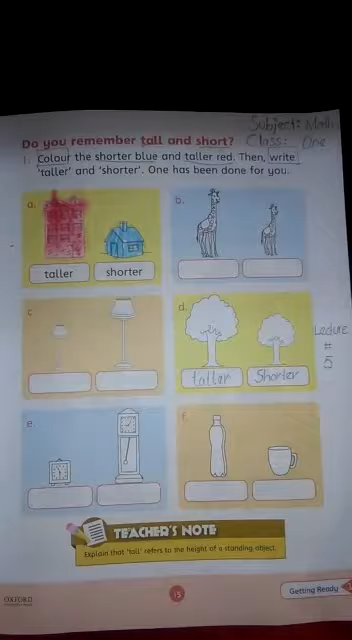 Subject: Math
Do you remember tall and short?
Class: One
1. Colour the shorter blue and taller red. Then, write
'taller' and 'shorter'. One has been done for you.
a.
b.
taller
shorter
c.
d.
Lecture
#
5
taller
Shorter
e.
f.
TEACHER'S NOTE
Explain that 'tall' refers to the height of a standing object.
OXFORD
15
Getting Ready